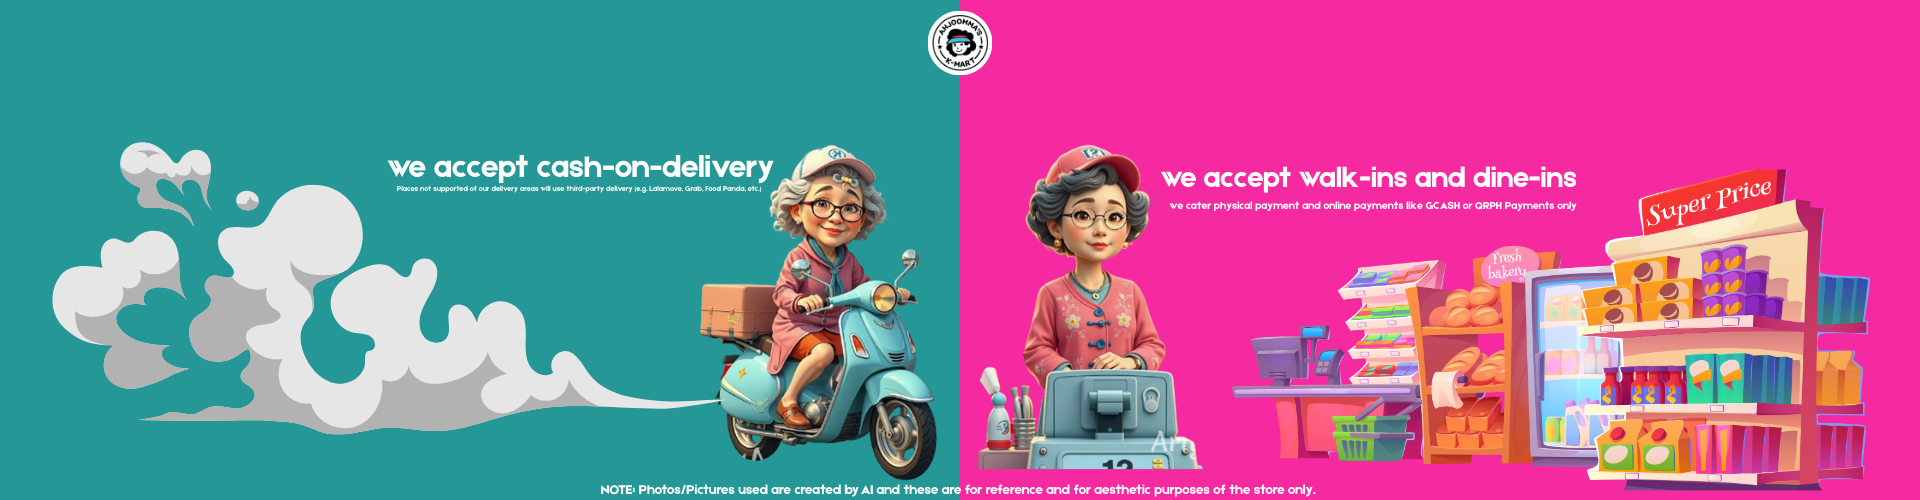 AHJOOMMA'S
K-MART
we accept cash-on-delivery
Places not supported of our delivery areas will use third-party delivery (e.g. Lalamove, Grab, Food Panda, etc.)
we accept walk-ins and dine-ins
we cater physical payment and online payments like GCASH or QRPH Payments only
Super Price
Fresh
bakery
12
NOTE: Photos/Pictures used are created by AI and these are for reference and for aesthetic purposes of the store only.